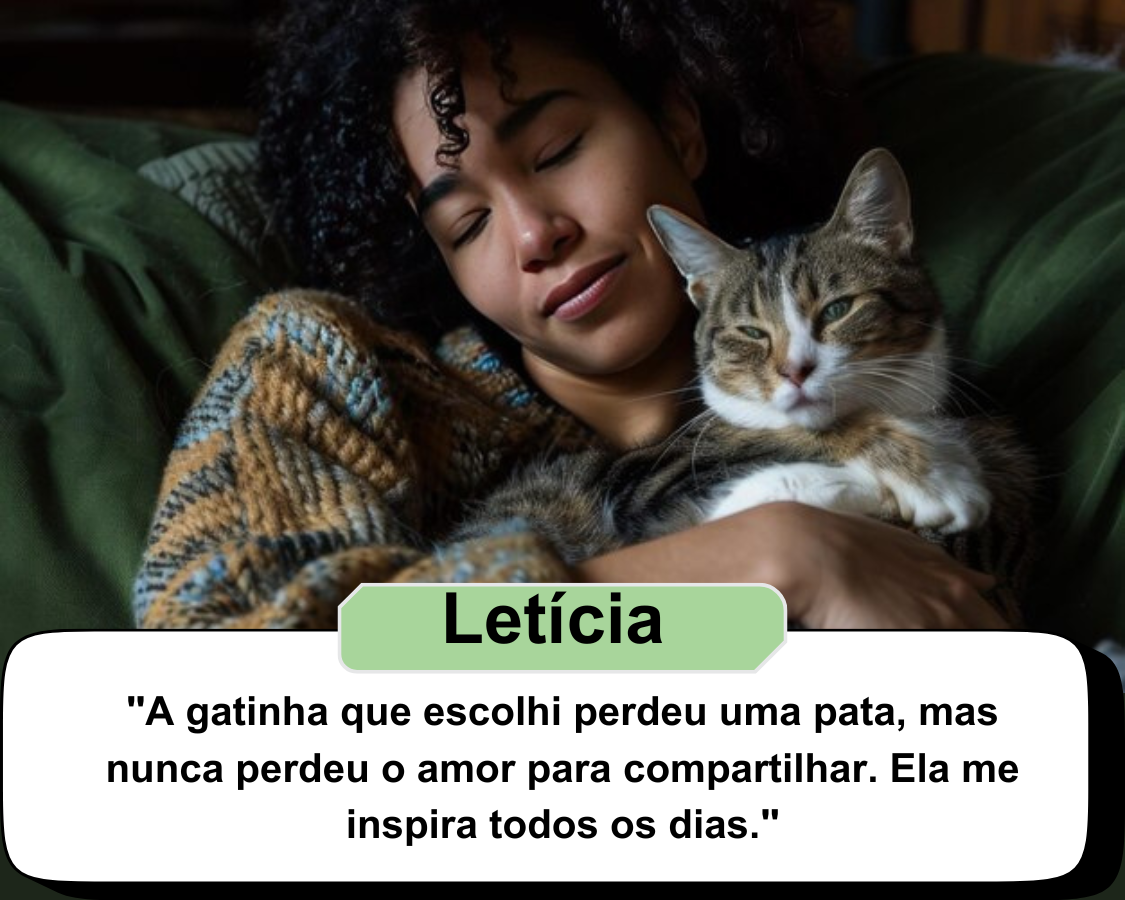 Letícia
"A gatinha que escolhi perdeu uma pata, mas
nunca perdeu o amor para compartilhar. Ela me
inspira todos os dias."